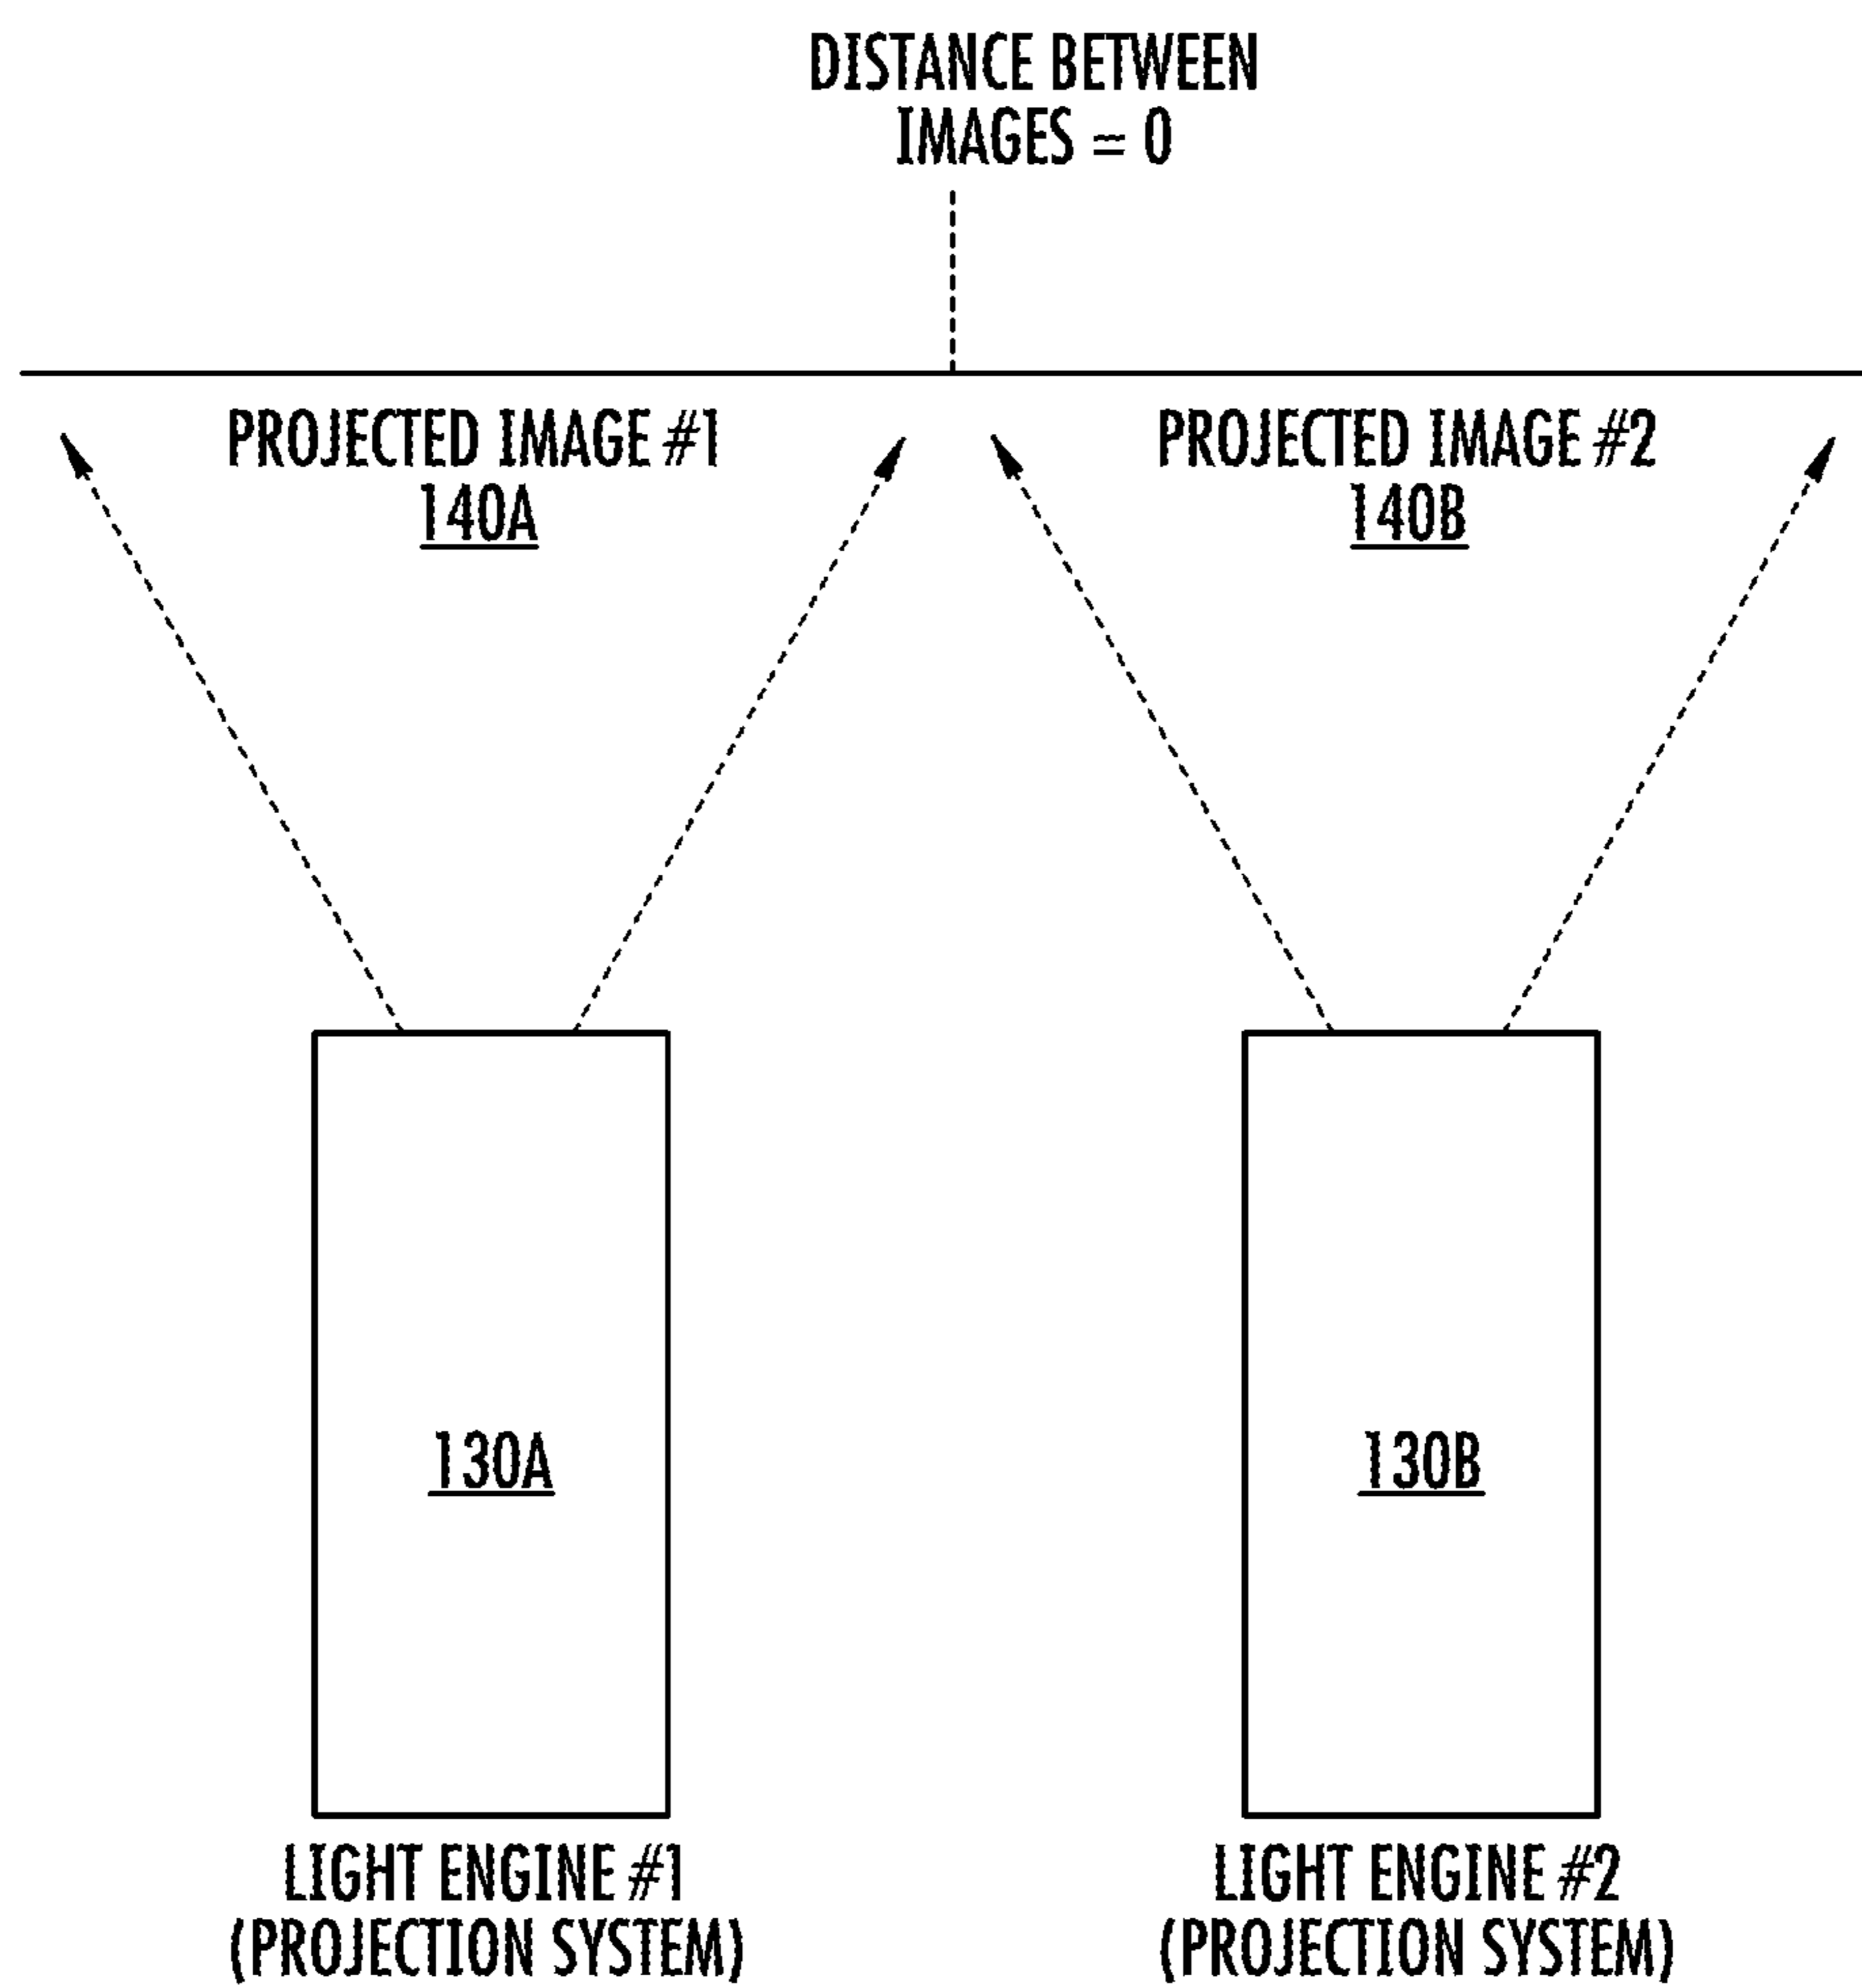 DISTANCE BETWEEN
IMAGES = 0
PROJECTED IMAGE #1
140A
PROJECTED IMAGE #2
140B
130A
130B
LIGHT ENGINE #1
(PROJECTION SYSTEM)
LIGHT ENGINE #2
(PROJECTION SYSTEM)